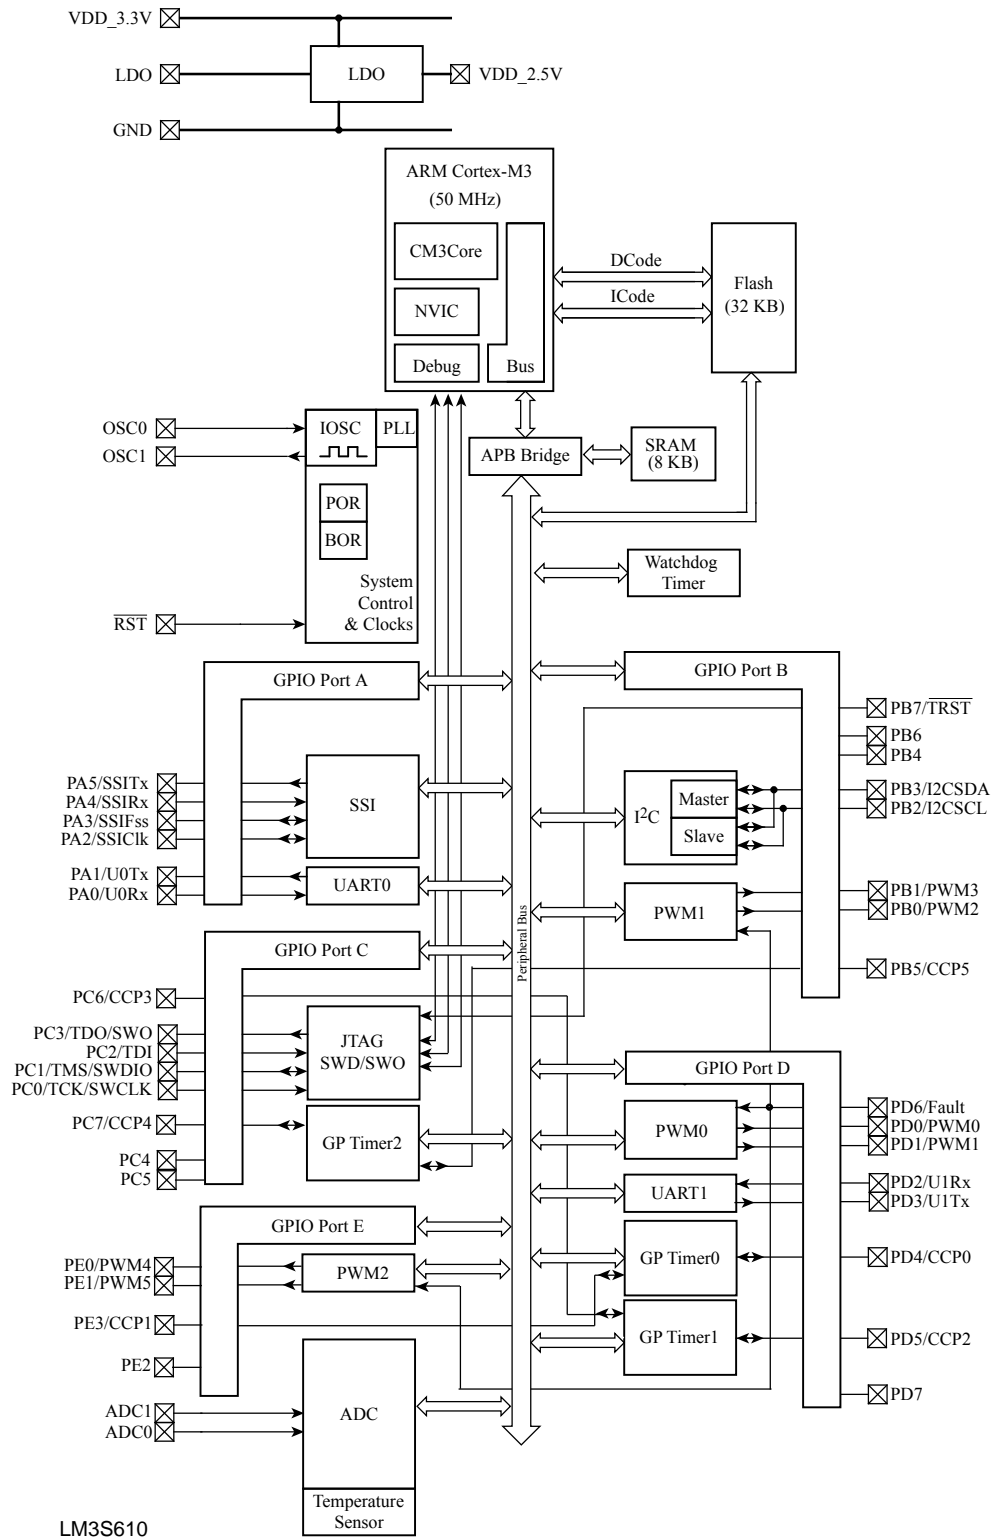 VDD_3.3V
LDO
LDO
VDD_2.5V
GND
ARM Cortex-M3
(50 MHz)
CM3Core
NVIC
Debug
Bus
DCode
ICode
Flash
(32 KB)
OSC0
OSC1
IOSC
PLL
POR
BOR
System
Control
& Clocks
RST
APB Bridge
SRAM
(8 KB)
Watchdog
Timer
GPIO Port A
PA5/SSITx
PA4/SSIRx
PA3/SSIFss
PA2/SSIClk
SSI
PA1/U0Tx
PA0/U0Rx
UART0
GPIO Port B
PB7/TRST
PB6
PB4
I2C
Master
Slave
PB3/I2CSDA
PB2/I2CSCL
PWM1
PB1/PWM3
PB0/PWM2
PB5/CCP5
Peripheral Bus
GPIO Port C
PC6/CCP3
PC3/TDO/SWO
PC2/TDI
PC1/TMS/SWDIO
PC0/TCK/SWCLK
JTAG
SWD/SWO
PC7/CCP4
GP Timer2
PC4
PC5
GPIO Port D
PWM0
PD6/Fault
PD0/PWM0
PD1/PWM1
UART1
PD2/U1Rx
PD3/U1Tx
GP Timer0
PD4/CCP0
GP Timer1
PD5/CCP2
PD7
GPIO Port E
PE0/PWM4
PE1/PWM5
PWM2
PE3/CCP1
PE2
ADC1
ADC0
ADC
Temperature
Sensor
LM3S610